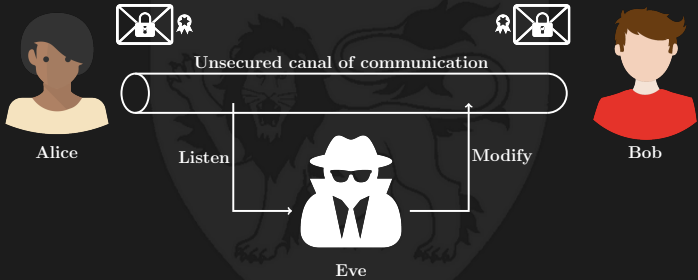 Unsecured canal of communication
Alice
Listen
Modify
Bob
Eve